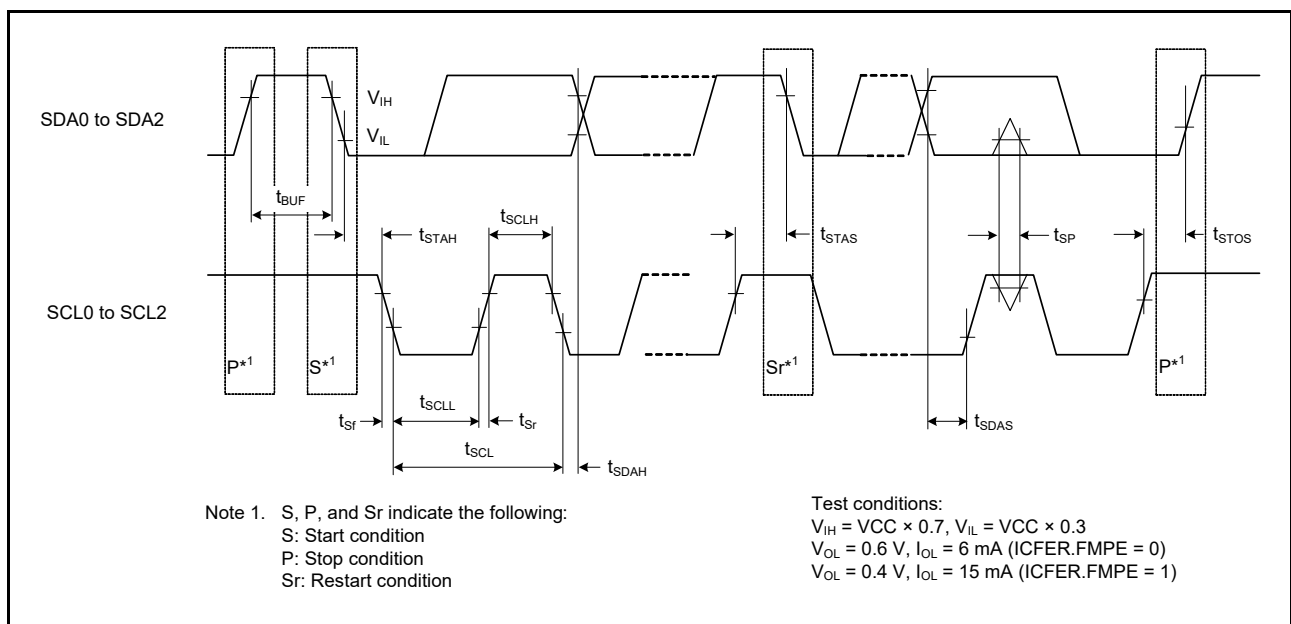 SDA0 to SDA2
VIH
VIL
tBUF
tSTAH
tSCLH
tSTAS
tSP
tSTOS
SCL0 to SCL2
P*1
S*1
Sr*1
P*1
tSf
tSCLL
tSr
tSCL
tSDAH
tSDAS
Note 1. S, P, and Sr indicate the following:
S: Start condition
P: Stop condition
Sr: Restart condition
Test conditions:
VIH = VCC × 0.7, VIL = VCC × 0.3
VOL = 0.6 V, IOL = 6 mA (ICFER.FMPE = 0)
VOL = 0.4 V, IOL = 15 mA (ICFER.FMPE = 1)